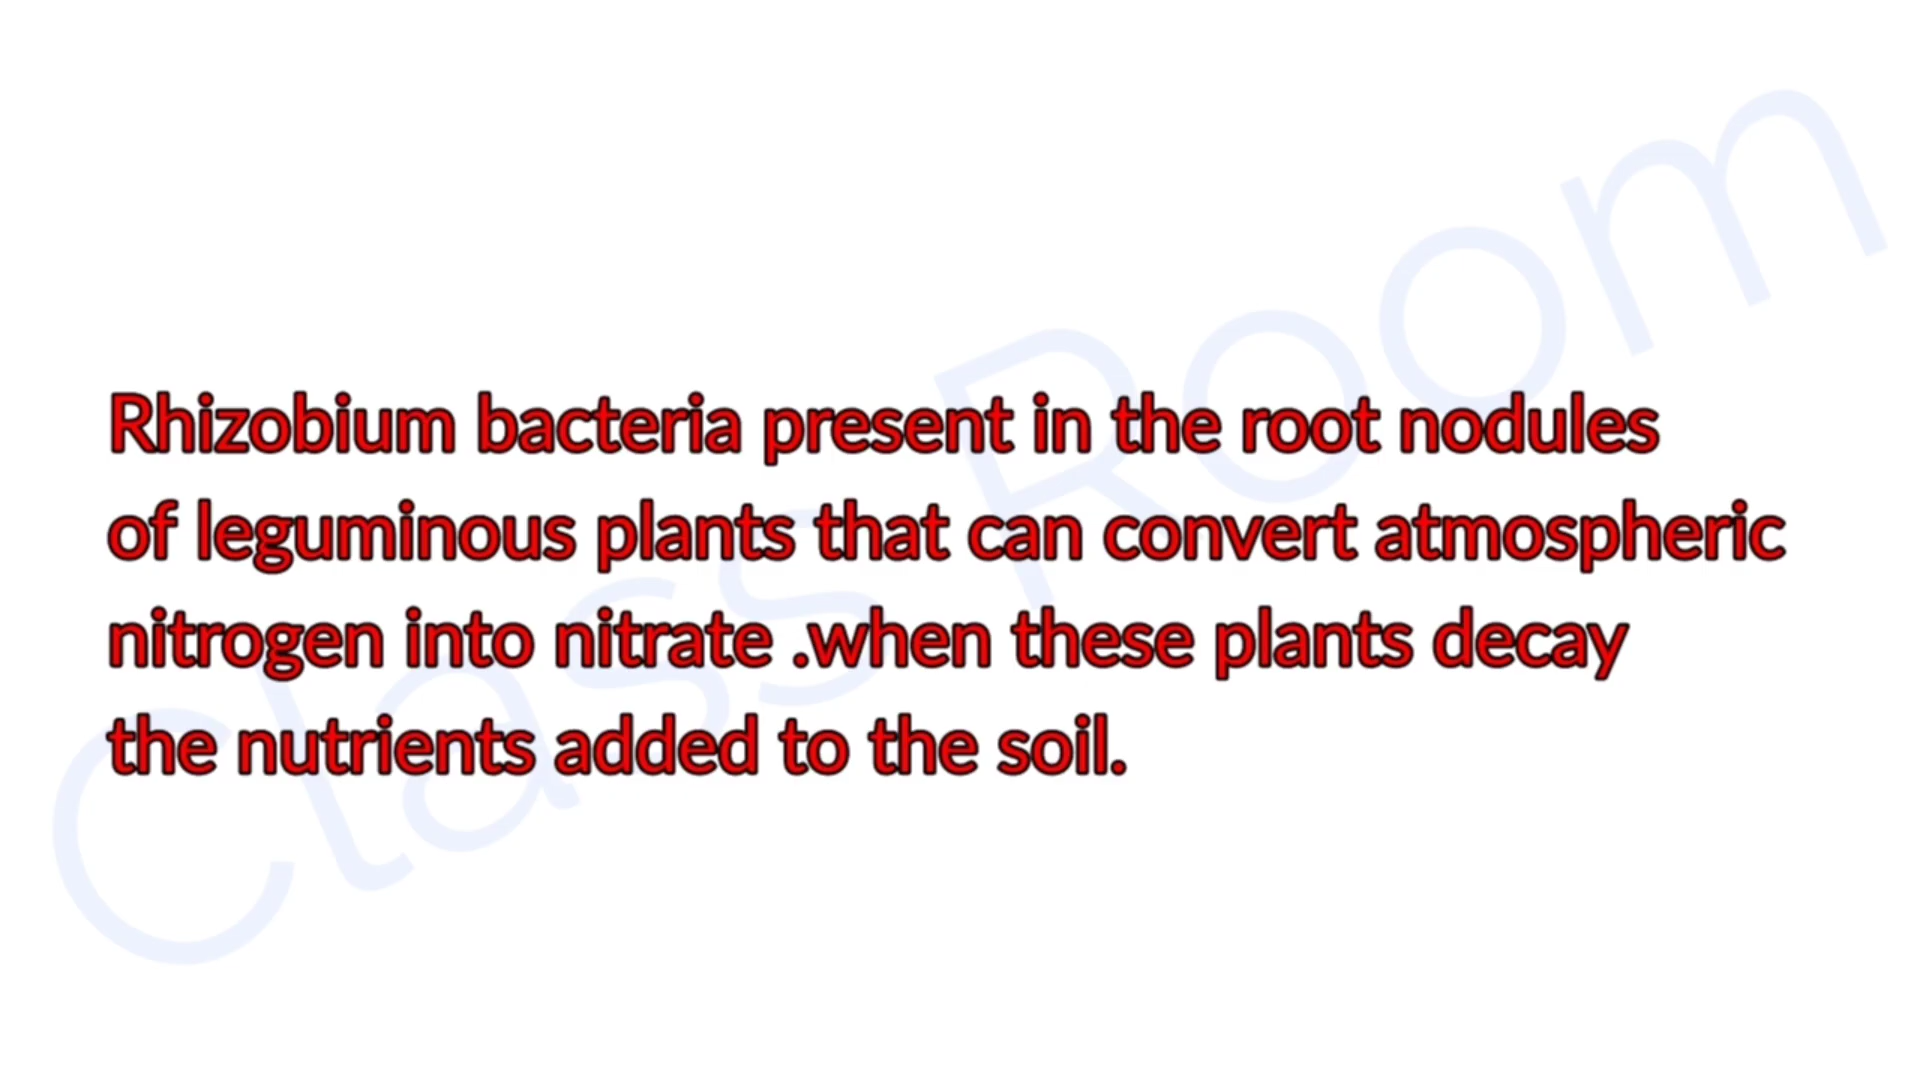 Rhizobium bacteria present in the root nodules
of leguminous plants that can convert atmospheric
nitrogen into nitrate .when these plants decay
the nutrients added to the soil.
Class Room